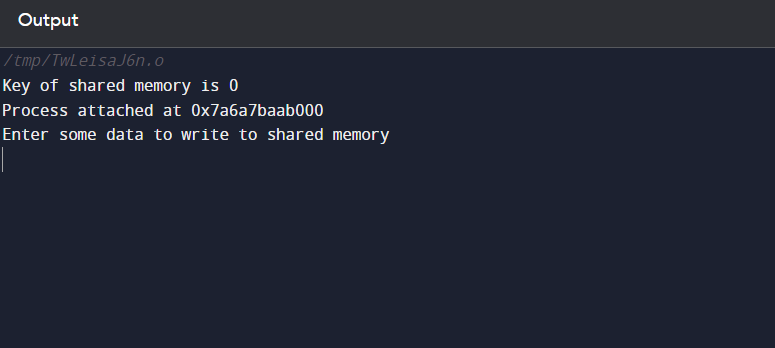 Output
/tmp/TwLeisaJ6n.o
Key of shared memory is 0
Process attached at 0x7a6a7baab000
Enter some data to write to shared memory